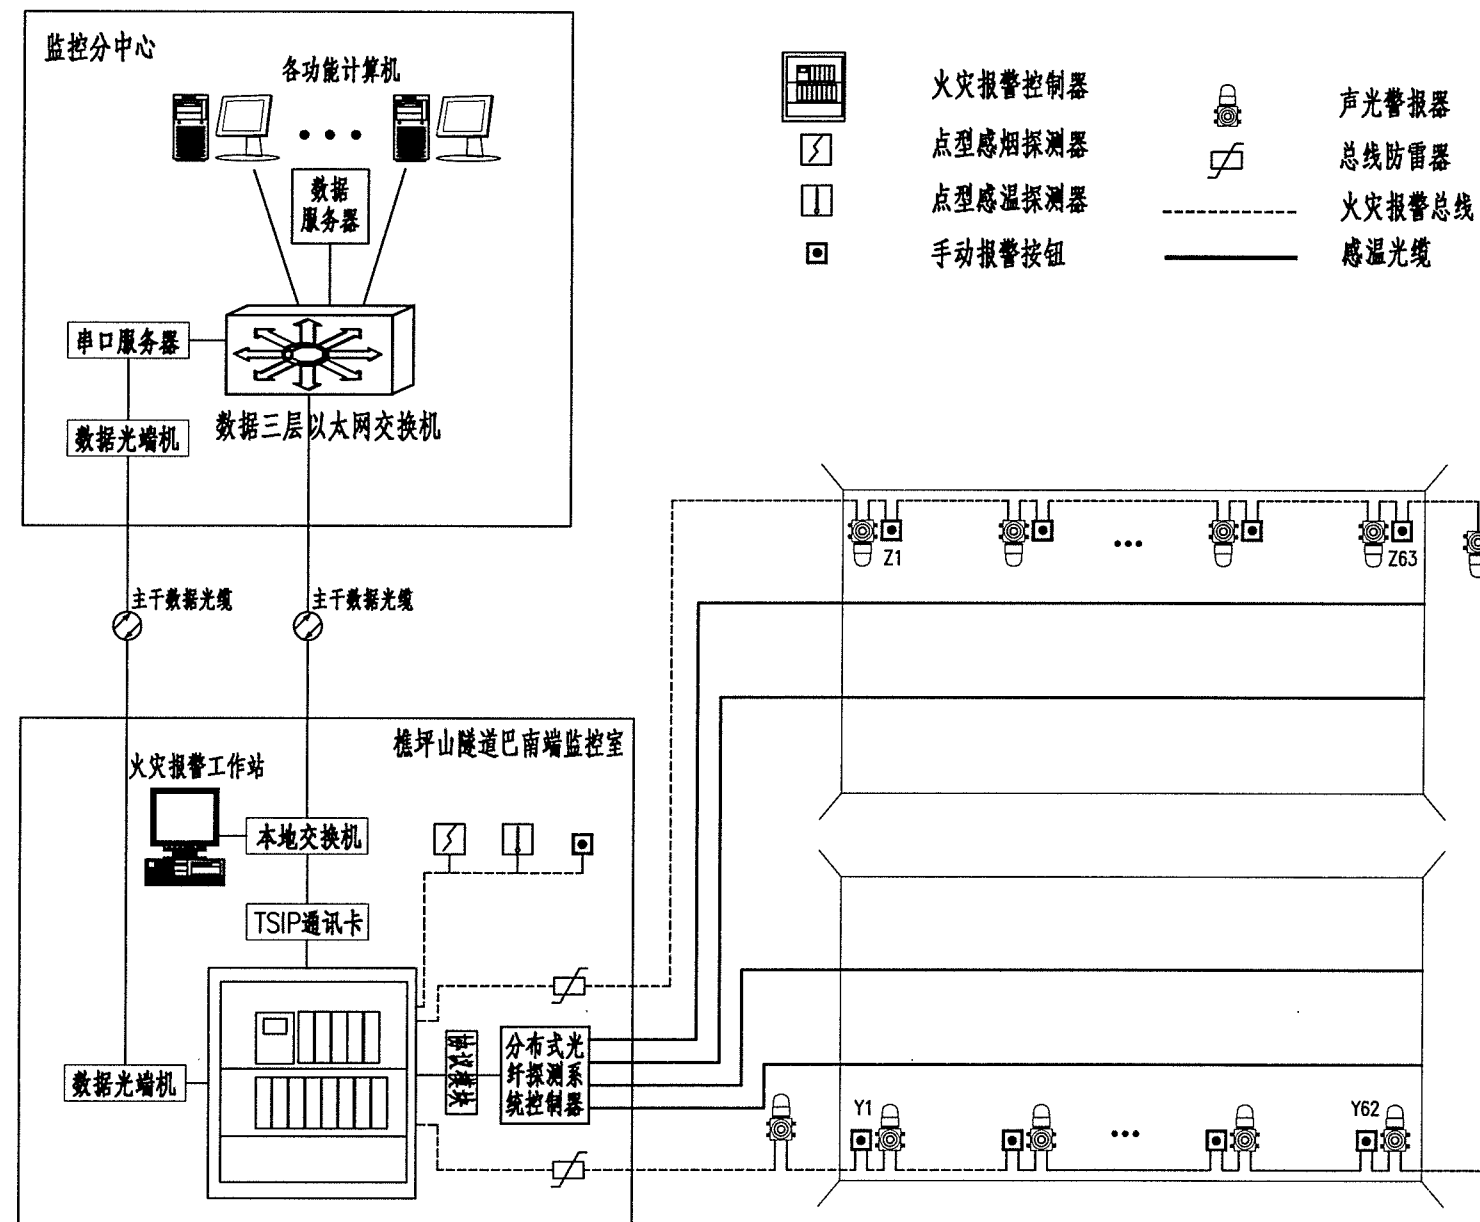 监控分中心
各功能计算机
数据
服务器
串口服务器
数据光端机
数据三层以太网交换机
主干数据光缆
主干数据光缆
火灾报警控制器
点型感烟探测器
点型感温探测器
手动报警按钮
声光警报器
总线防雷器
火灾报警总线
感温光缆
Z1
Z63
樵坪山隧道巴南端监控室
火灾报警工作站
本地交换机
TSIP通讯卡
数据光端机
协议模块
分布式光
纤探测系
统控制器
Y1
Y62